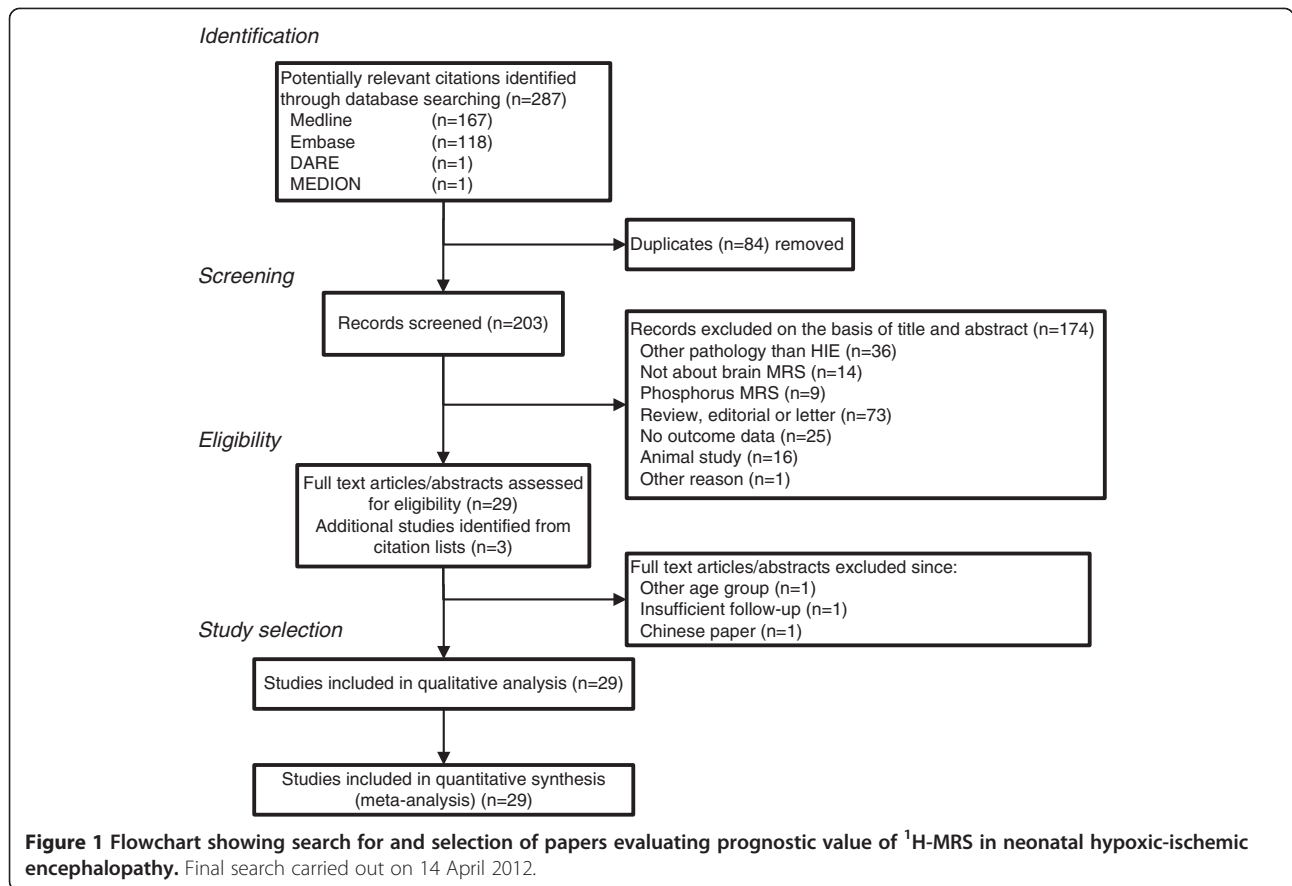 Identification
Potentially relevant citations identified
through database searching (n=287)
Medline (n=167)
Embase (n=118)
DARE (n=1)
MEDION (n=1)
Duplicates (n=84) removed
Screening
Records screened (n=203)
Records excluded on the basis of title and abstract (n=174)
Other pathology than HIE (n=36)
Not about brain MRS (n=14)
Phosphorus MRS (n=9)
Review, editorial or letter (n=73)
No outcome data (n=25)
Animal study (n=16)
Other reason (n=1)
Eligibility
Full text articles/abstracts assessed
for eligibility (n=29)
Additional studies identified from
citation lists (n=3)
Full text articles/abstracts excluded since:
Other age group (n=1)
Insufficient follow-up (n=1)
Chinese paper (n=1)
Study selection
Studies included in qualitative analysis (n=29)
Studies included in quantitative synthesis
(meta-analysis) (n=29)
Figure 1 Flowchart showing search for and selection of papers evaluating prognostic value of ¹H-MRS in neonatal hypoxic-ischemic
encephalopathy. Final search carried out on 14 April 2012.